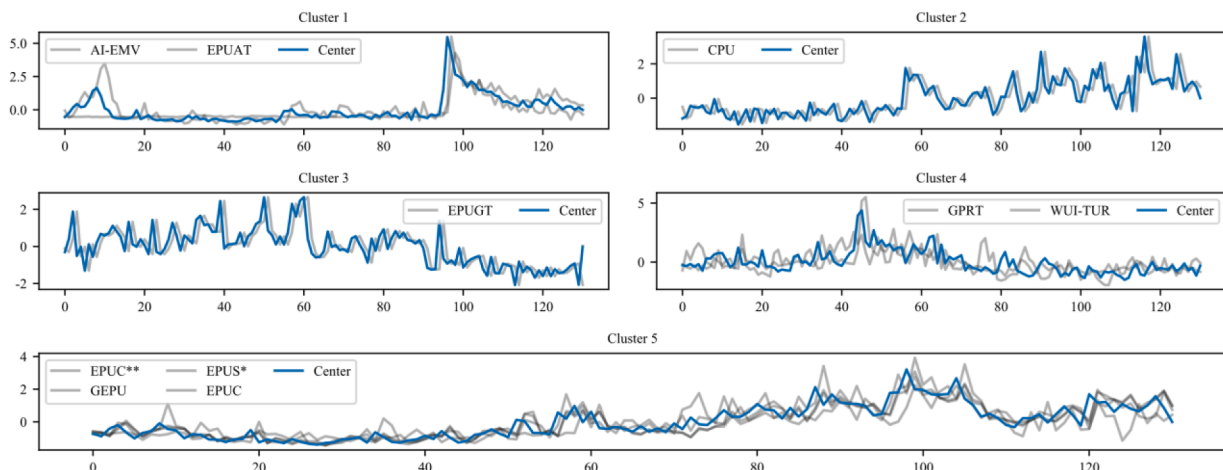 Cluster 1
AI-EMV EPUAT Center
5.0
2.5
0.0
0 20 40 60 80 100 120
Cluster 2
CPU Center
2
0
0 20 40 60 80 100 120
Cluster 3
EPUGT Center
2
0
-2
0 20 40 60 80 100 120
Cluster 4
GPRT WUI-TUR Center
5
0
0 20 40 60 80 100 120
Cluster 5
EPUC** EPUS* Center
GEPU EPUC
4
2
0
0 20 40 60 80 100 120